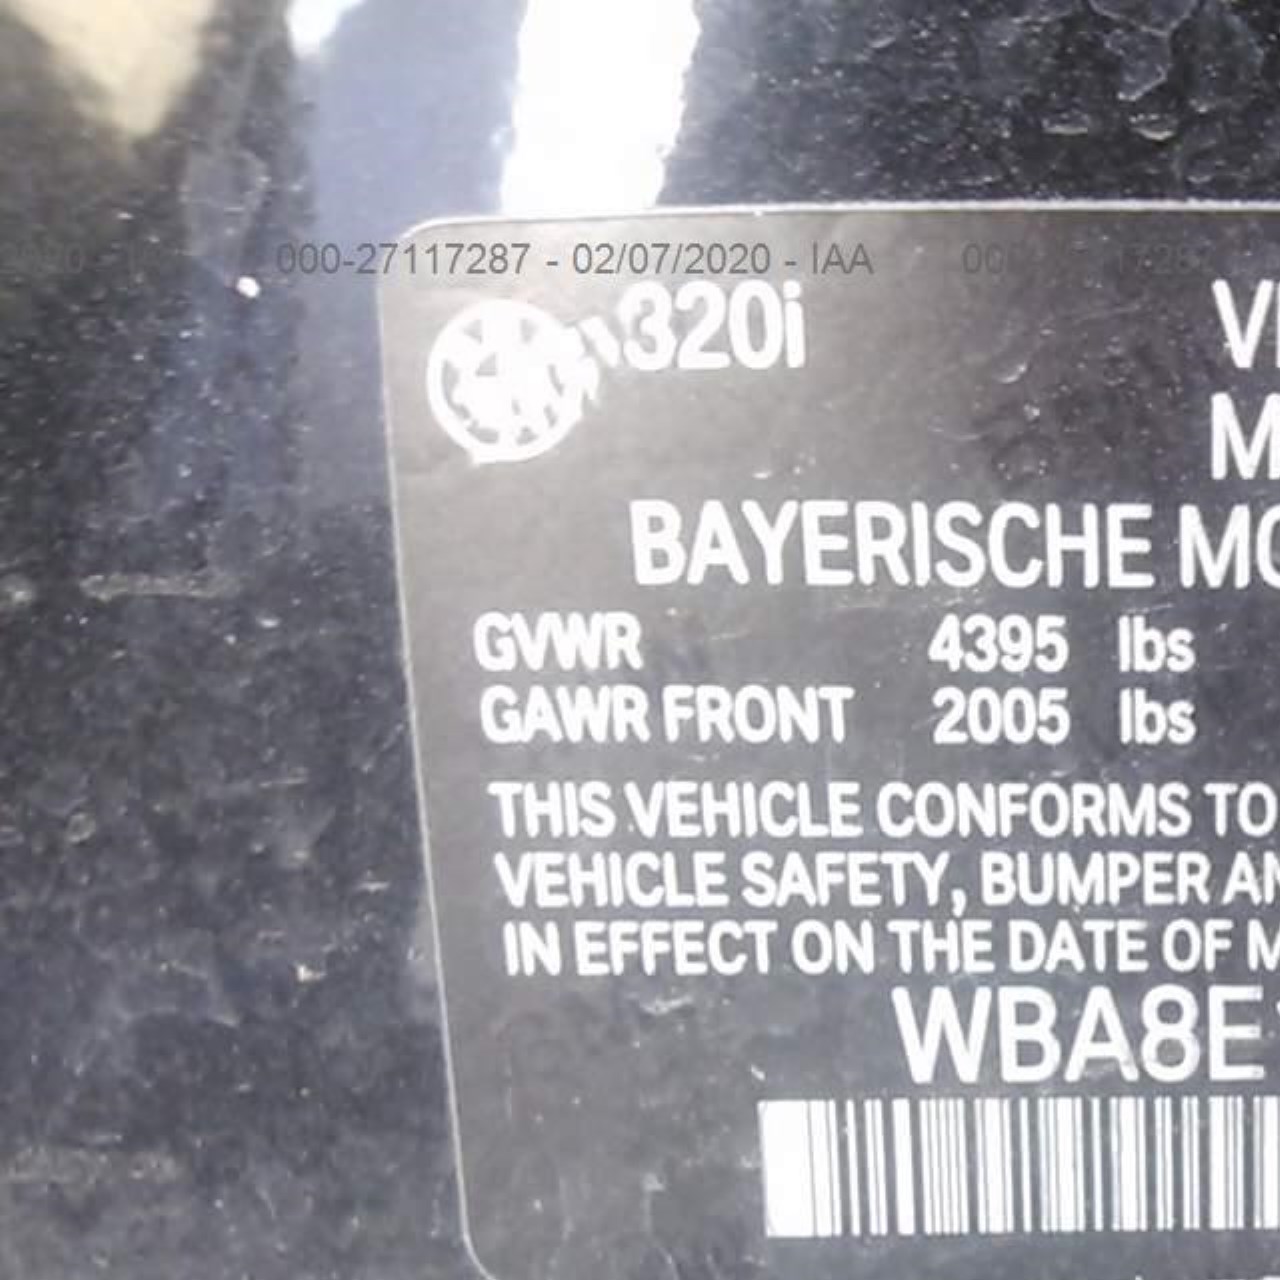 000-27117287 - 02/07/2020 - IAA
320i
BAYERISCHE
GVWR 4395 lbs
GAWR FRONT 2005 lbs
THIS VEHICLE CONFORMS TO
VEHICLE SAFETY, BUMPER AN
IN EFFECT ON THE DATE OF M
WBA8E